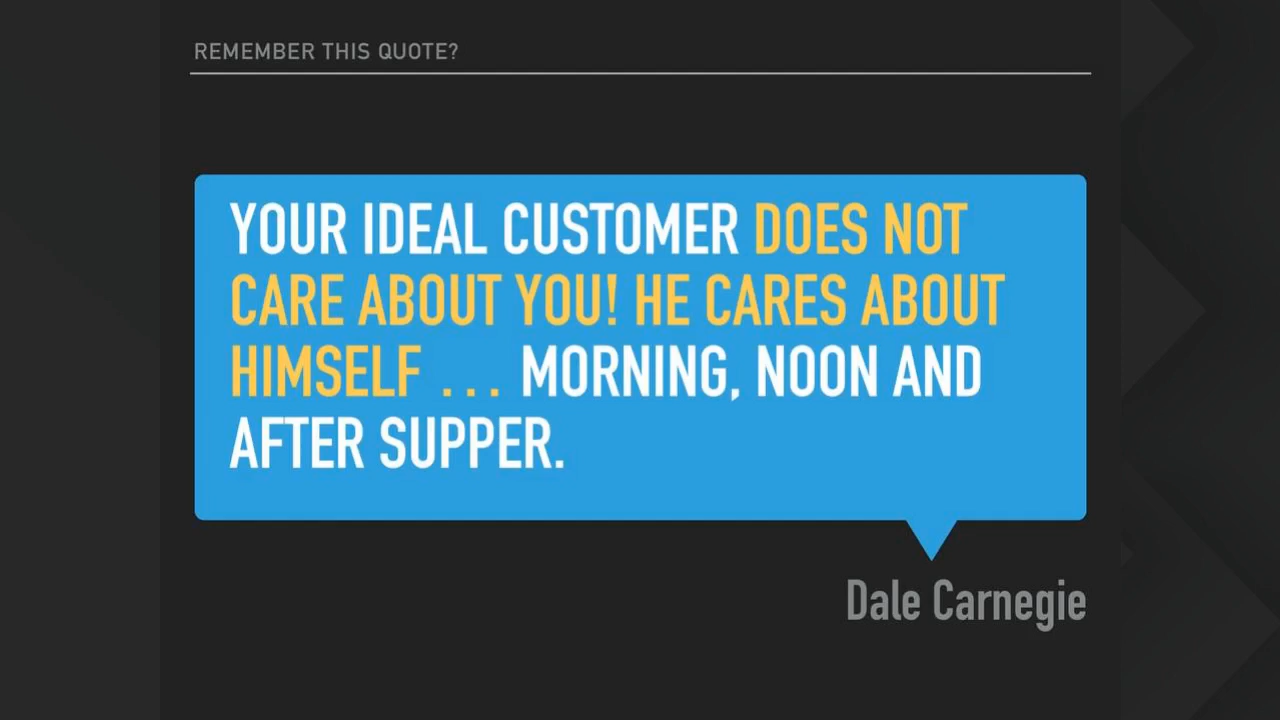 REMEMBER THIS QUOTE?
YOUR IDEAL CUSTOMER DOES NOT
CARE ABOUT YOU! HE CARES ABOUT
HIMSELF ... MORNING, NOON AND
AFTER SUPPER.
Dale Carnegie